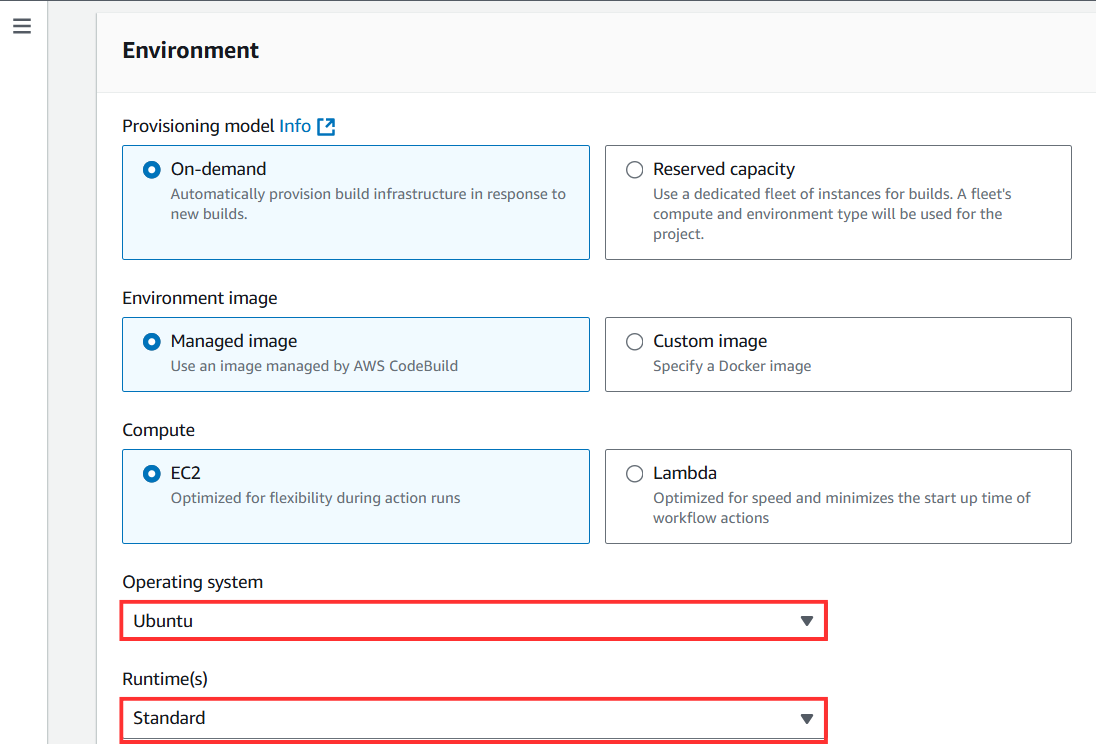 Environment
Provisioning model Info
On-demand
Automatically provision build infrastructure in response to
new builds.
Reserved capacity
Use a dedicated fleet of instances for builds. A fleet's
compute and environment type will be used for the
project.
Environment image
Managed image
Use an image managed by AWS CodeBuild
Custom image
Specify a Docker image
Compute
EC2
Optimized for flexibility during action runs
Lambda
Optimized for speed and minimizes the start up time of
workflow actions
Operating system
Ubuntu
Runtime(s)
Standard